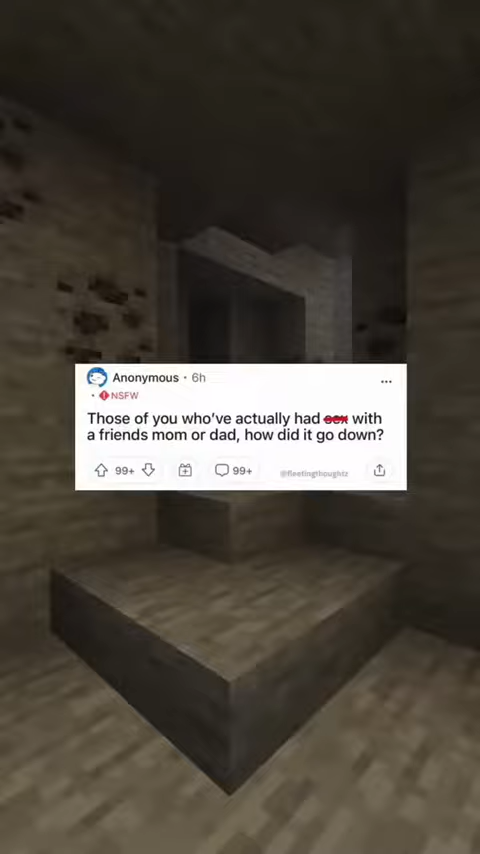 Anonymous · 6h
· NSFW
Those of you who've actually had sex with
a friends mom or dad, how did it go down?
99+
99+
@fleetingthoughtz